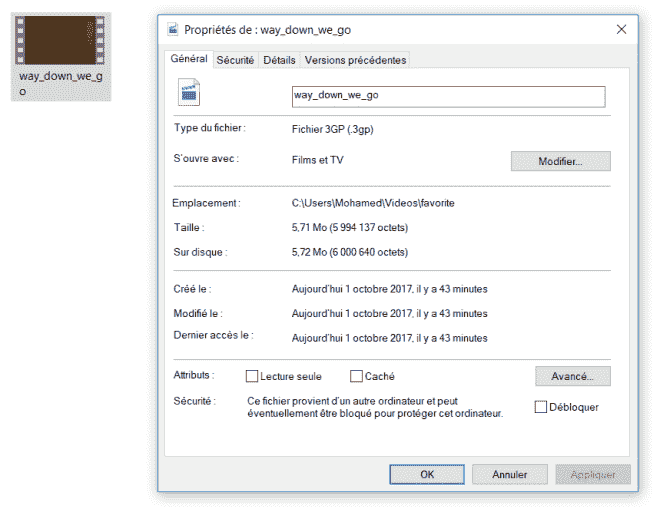 way_down_we_g
o
Propriétés de : way_down_we_go
Général Sécurité Détails Versions précédentes
way_down_we_go
Type du fichier : Fichier 3GP (.3gp)
S'ouvre avec : Films et TV Modifier...
Emplacement : C:\Users\Mohamed\Videos\favorite
Taille : 5,71 Mo (5 994 137 octets)
Sur disque : 5,72 Mo (6 000 640 octets)
Créé le : Aujourd'hui 1 octobre 2017, il y a 43 minutes
Modifié le : Aujourd'hui 1 octobre 2017, il y a 43 minutes
Dernier accès le : Aujourd'hui 1 octobre 2017, il y a 43 minutes
Attributs : Lecture seule Caché Avancé...
Sécurité : Ce fichier provient d'un autre ordinateur et peut
éventuellement être bloqué pour protéger cet ordinateur. Débloquer
OK Annuler Appliquer